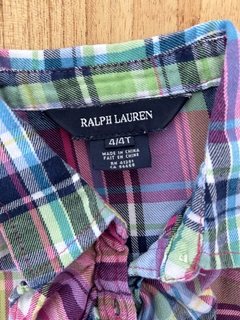 RALPH LAUREN
4/4T
MADE IN CHINA
FAIT EN CHINE